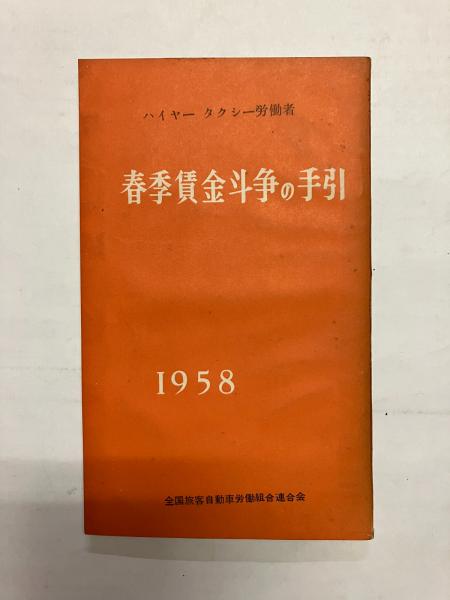 ハイヤー タクシー労働者
春季賃金斗争の手引
1958
全国旅客自動車労働組合連合会